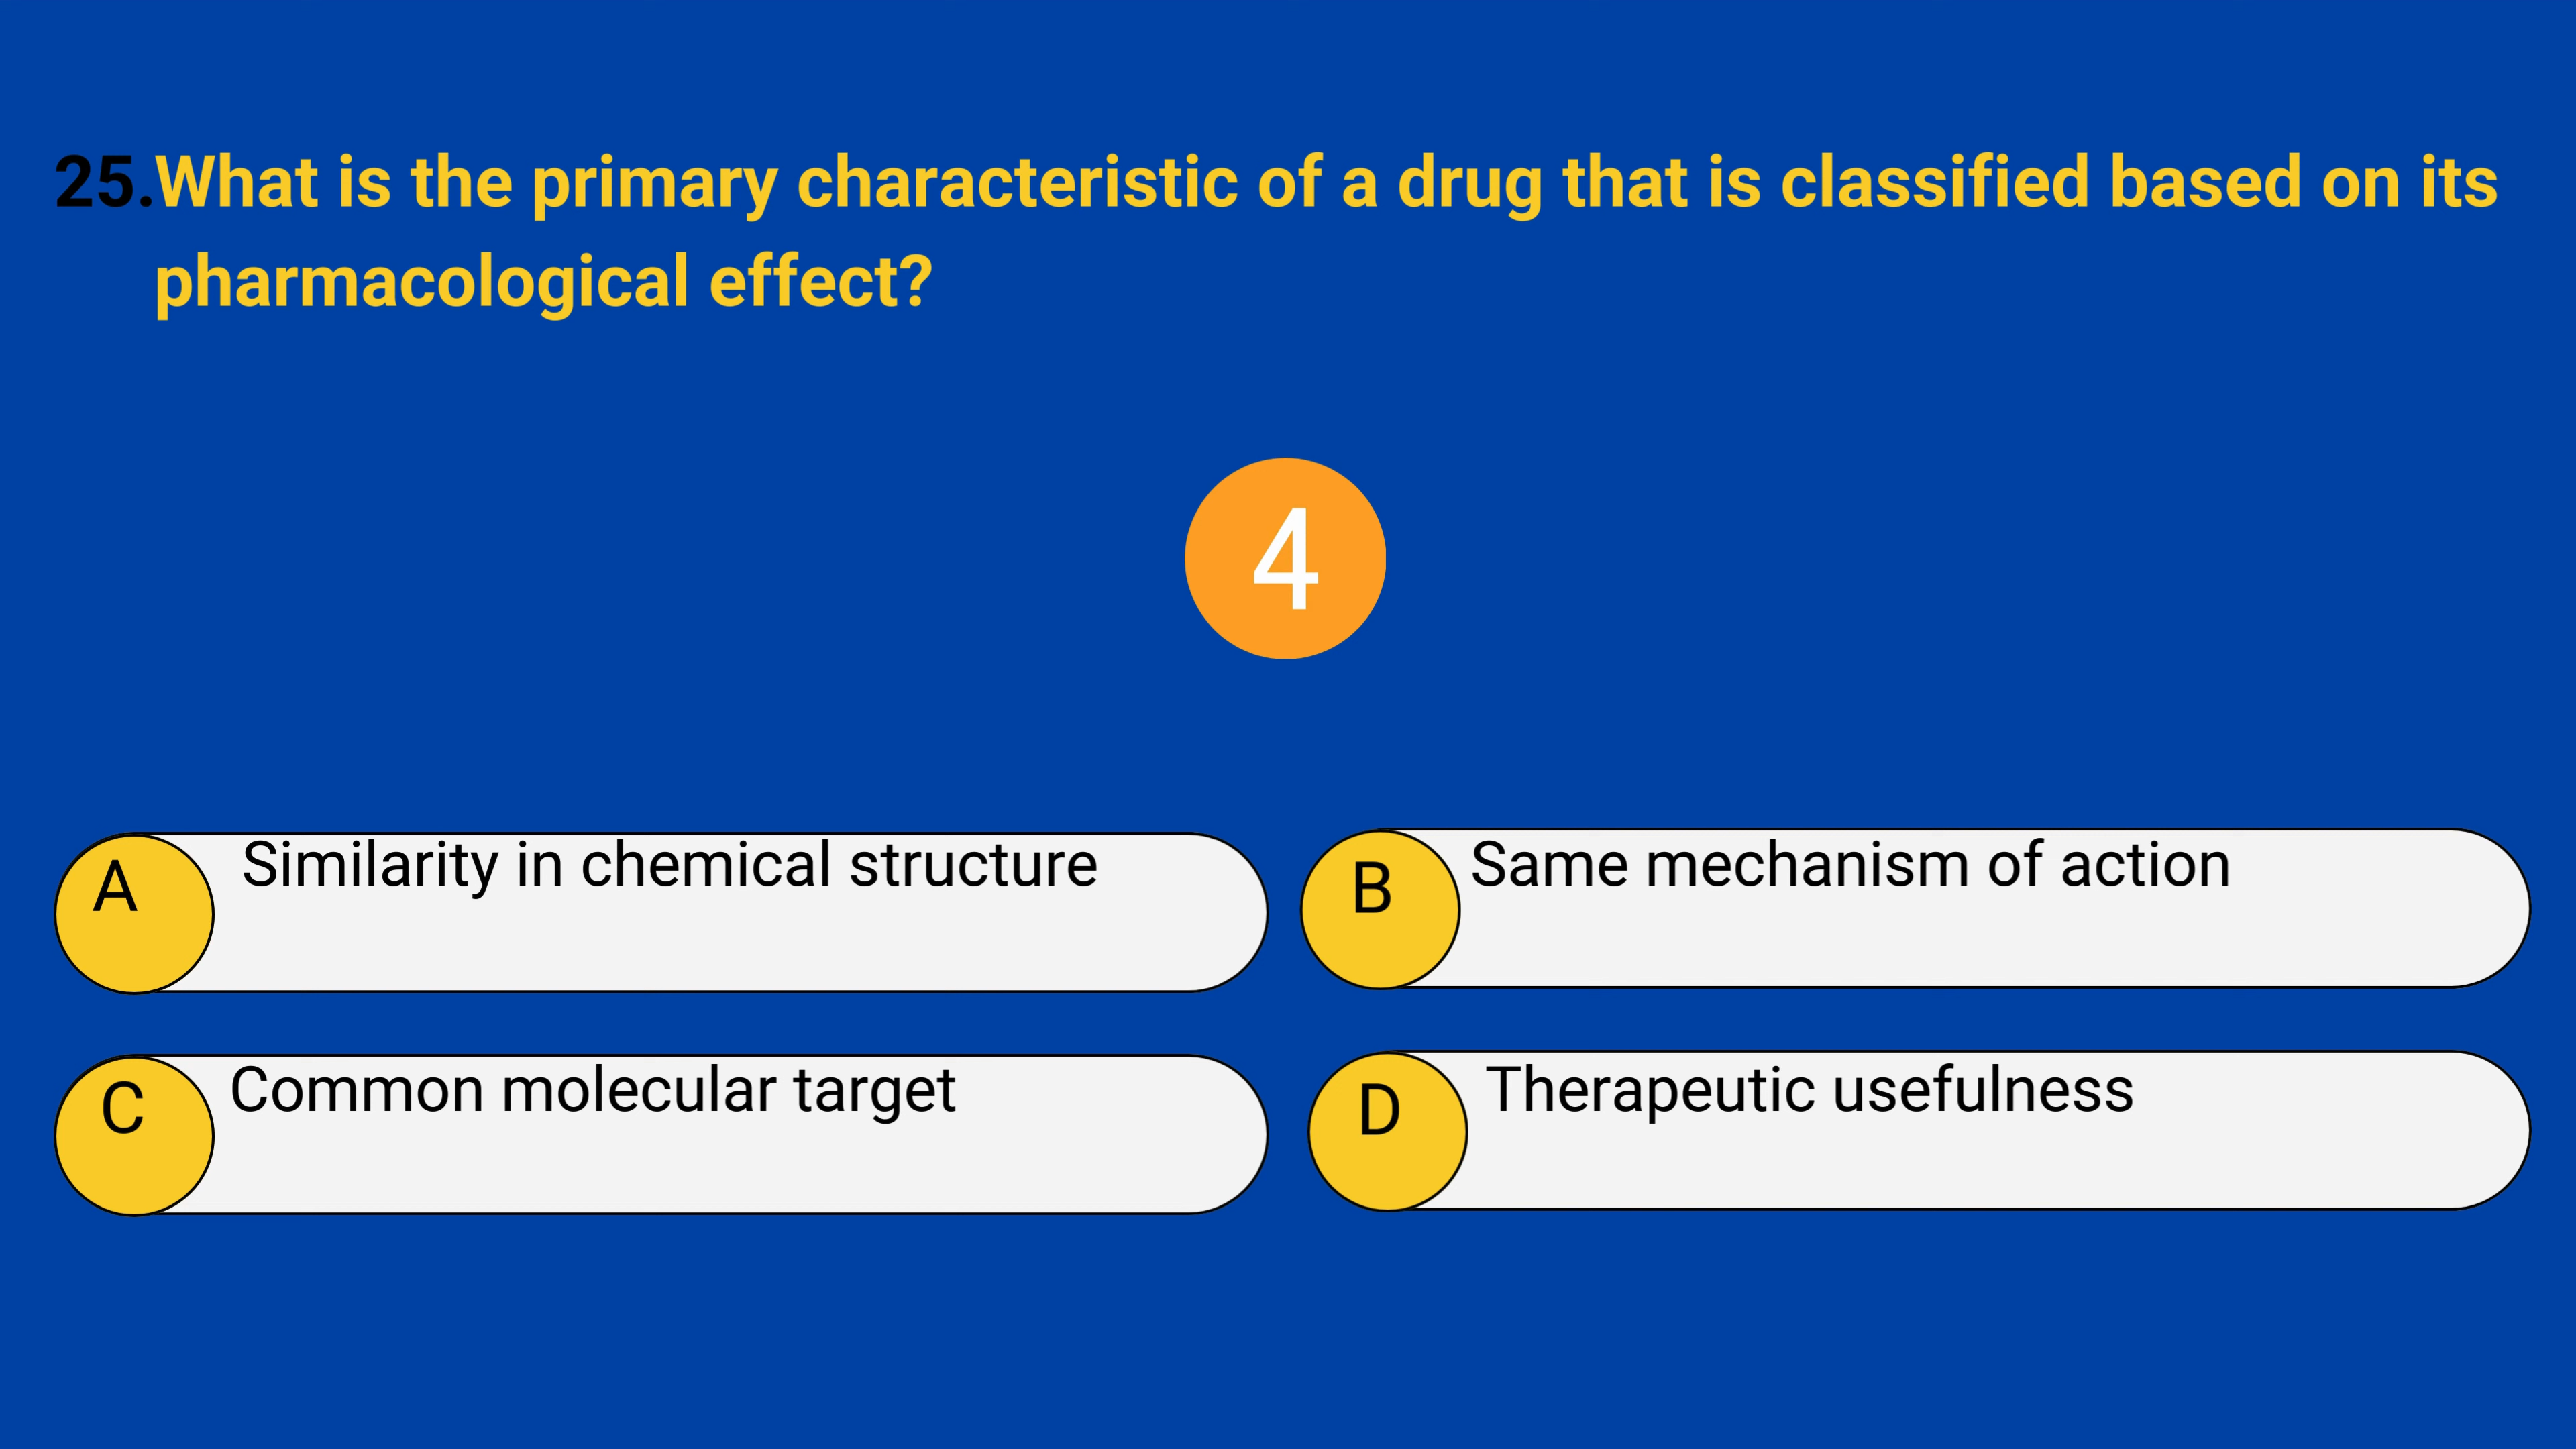 25.What is the primary characteristic of a drug that is classified based on its
pharmacological effect?
4
A Similarity in chemical structure
B Same mechanism of action
C Common molecular target
D Therapeutic usefulness